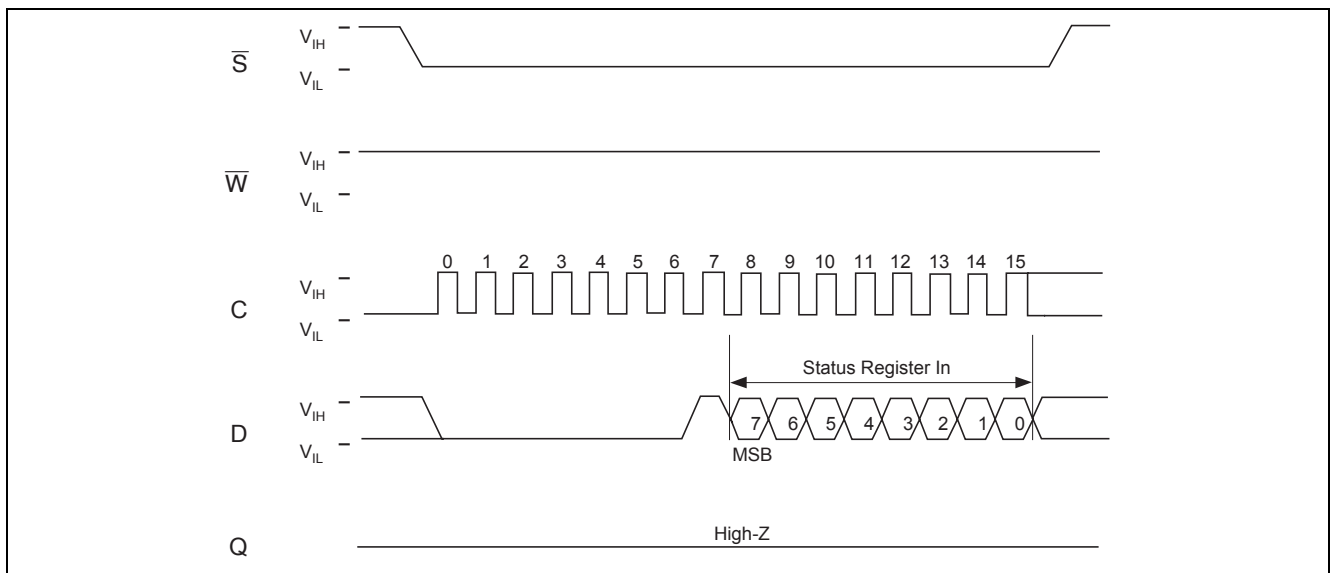 S̅
V_IH
V_IL
W̅
V_IH
V_IL
C
V_IH
V_IL
0 1 2 3 4 5 6 7 8 9 10 11 12 13 14 15
Status Register In
D
V_IH
V_IL
7 6 5 4 3 2 1 0
MSB
Q
High-Z